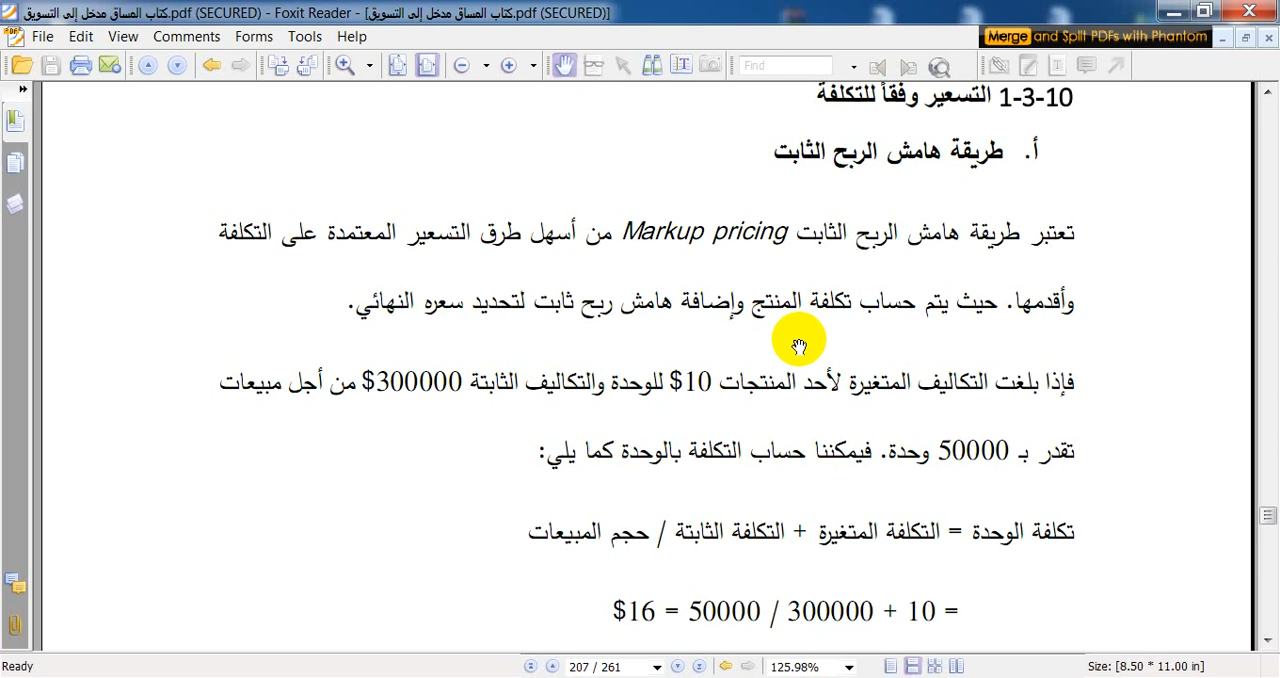 كتاب المساق مدخل إلى التسويق.pdf (SECURED) - Foxit Reader - [كتاب المساق مدخل إلى التسويق.pdf (SECURED)]
File Edit View Comments Forms Tools Help
Merge and Split PDFs with Phantom
Find
1-3-10 التسعير وفقاً للتكلفة
أ. طريقة هامش الربح الثابت
تعتبر طريقة هامش الربح الثابت Markup pricing من أسهل طرق التسعير المعتمدة على التكلفة
وأقدمها. حيث يتم حساب تكلفة المنتج وإضافة هامش ربح ثابت لتحديد سعره النهائي.
فإذا بلغت التكاليف المتغيرة لأحد المنتجات 10$ للوحدة والتكاليف الثابتة 300000$ من أجل مبيعات
تقدر بـ 50000 وحدة. فيمكننا حساب التكلفة بالوحدة كما يلي:
تكلفة الوحدة = التكلفة المتغيرة + التكلفة الثابتة / حجم المبيعات
= 10 + 300000 / 50000 = 16$
Ready 207 / 261 125.98% Size: [8.50 * 11.00 in]